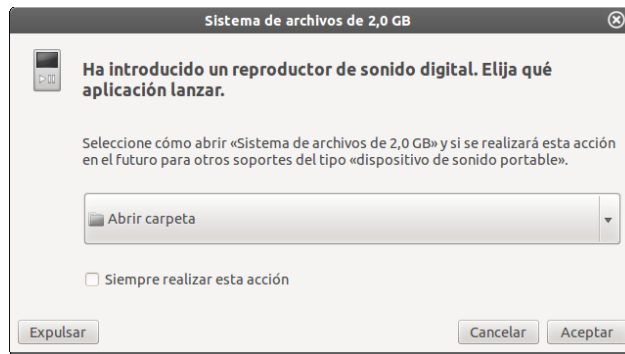 Sistema de archivos de 2,0 GB
Ha introducido un reproductor de sonido digital. Elija qué
aplicación lanzar.
Seleccione cómo abrir «Sistema de archivos de 2,0 GB» y si se realizará esta acción
en el futuro para otros soportes del tipo «dispositivo de sonido portable».
Abrir carpeta
Siempre realizar esta acción
Expulsar Cancelar Aceptar